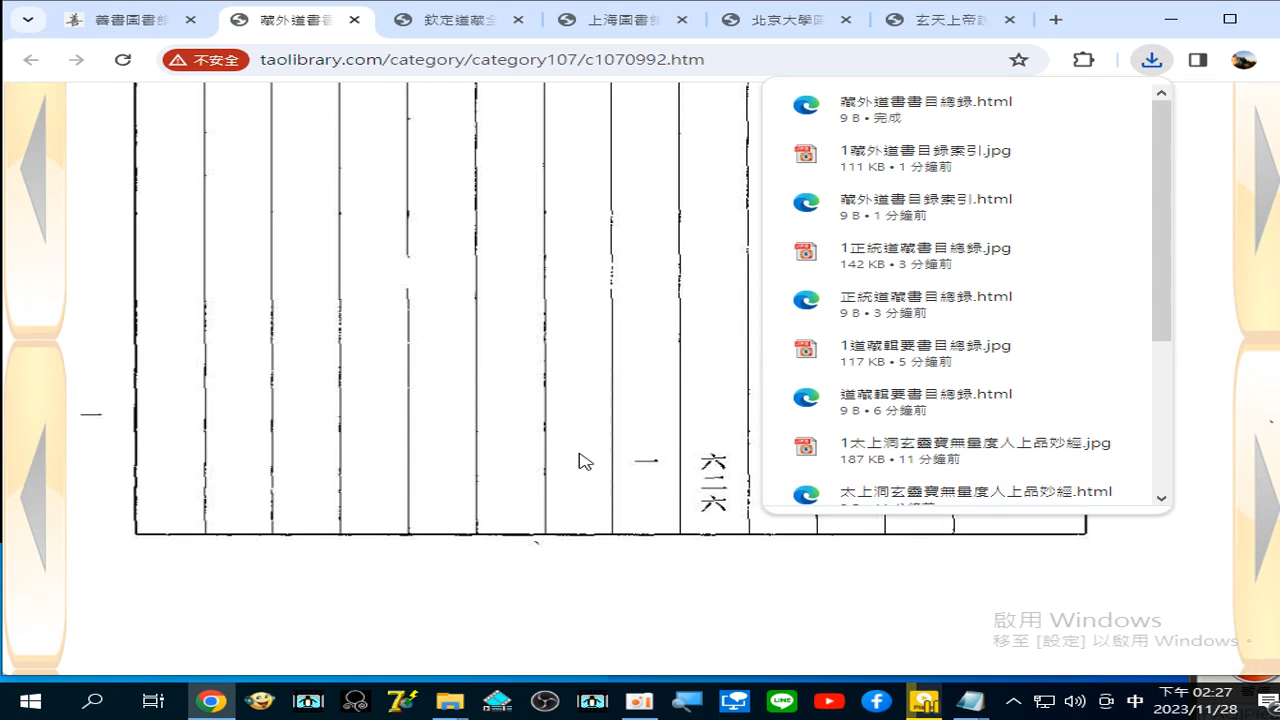 善書圖書館
藏外道書書
欽定道藏全
上海圖書館
北京大學圖
玄天上帝啟
不安全
taolibrary.com/category/category107/c1070992.htm
藏外道書書目總録.html
9 B • 完成
1藏外道書目録索引.jpg
111 KB • 1 分鐘前
藏外道書目録索引.html
9 B • 1 分鐘前
1正統道藏書目總録.jpg
142 KB • 3 分鐘前
正統道藏書目總録.html
9 B • 3 分鐘前
1道藏輯要書目總録.jpg
117 KB • 5 分鐘前
道藏輯要書目總録.html
9 B • 6 分鐘前
1太上洞玄靈寶無量度人上品妙經.jpg
187 KB • 11 分鐘前
太上洞玄靈寶無量度人上品妙經.html
六二六
一
一
啟用 Windows
移至 [設定] 以啟用 Windows。
中
下午 02:27
2023/11/28